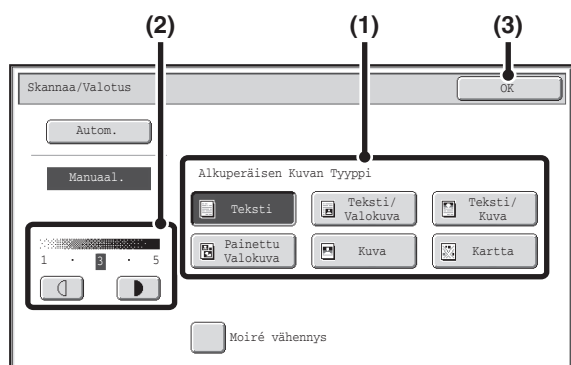 (2) (1) (3)
Skannaa/Valotus OK
Autom.
Manuaal.
Alkuperäisen Kuvan Tyyppi
Teksti Teksti/ Teksti/
Valokuva Kuva
Painettu Kuva Kartta
Valokuva
1 · 3 · 5
Moiré vähennys